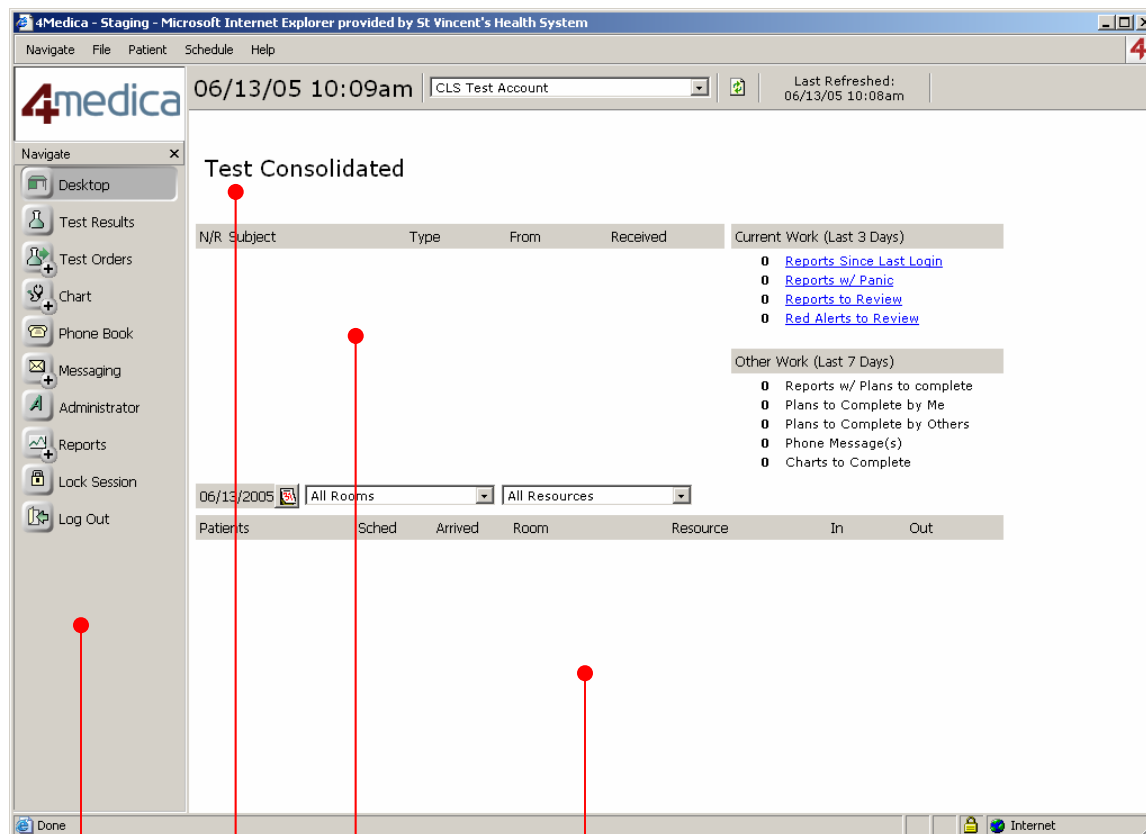 4Medica - Staging - Microsoft Internet Explorer provided by St Vincent's Health System
Navigate File Patient Schedule Help
4
4medica
06/13/05 10:09am
CLS Test Account
Last Refreshed:
06/13/05 10:08am
Navigate
Desktop
Test Results
Test Orders
Chart
Phone Book
Messaging
Administrator
Reports
Lock Session
Log Out
Test Consolidated
N/R Subject Type From Received
Current Work (Last 3 Days)
0 Reports Since Last Login
0 Reports w/ Panic
0 Reports to Review
0 Red Alerts to Review
Other Work (Last 7 Days)
0 Reports w/ Plans to complete
0 Plans to Complete by Me
0 Plans to Complete by Others
0 Phone Message(s)
0 Charts to Complete
06/13/2005 All Rooms All Resources
Patients Sched Arrived Room Resource In Out
Done
Internet